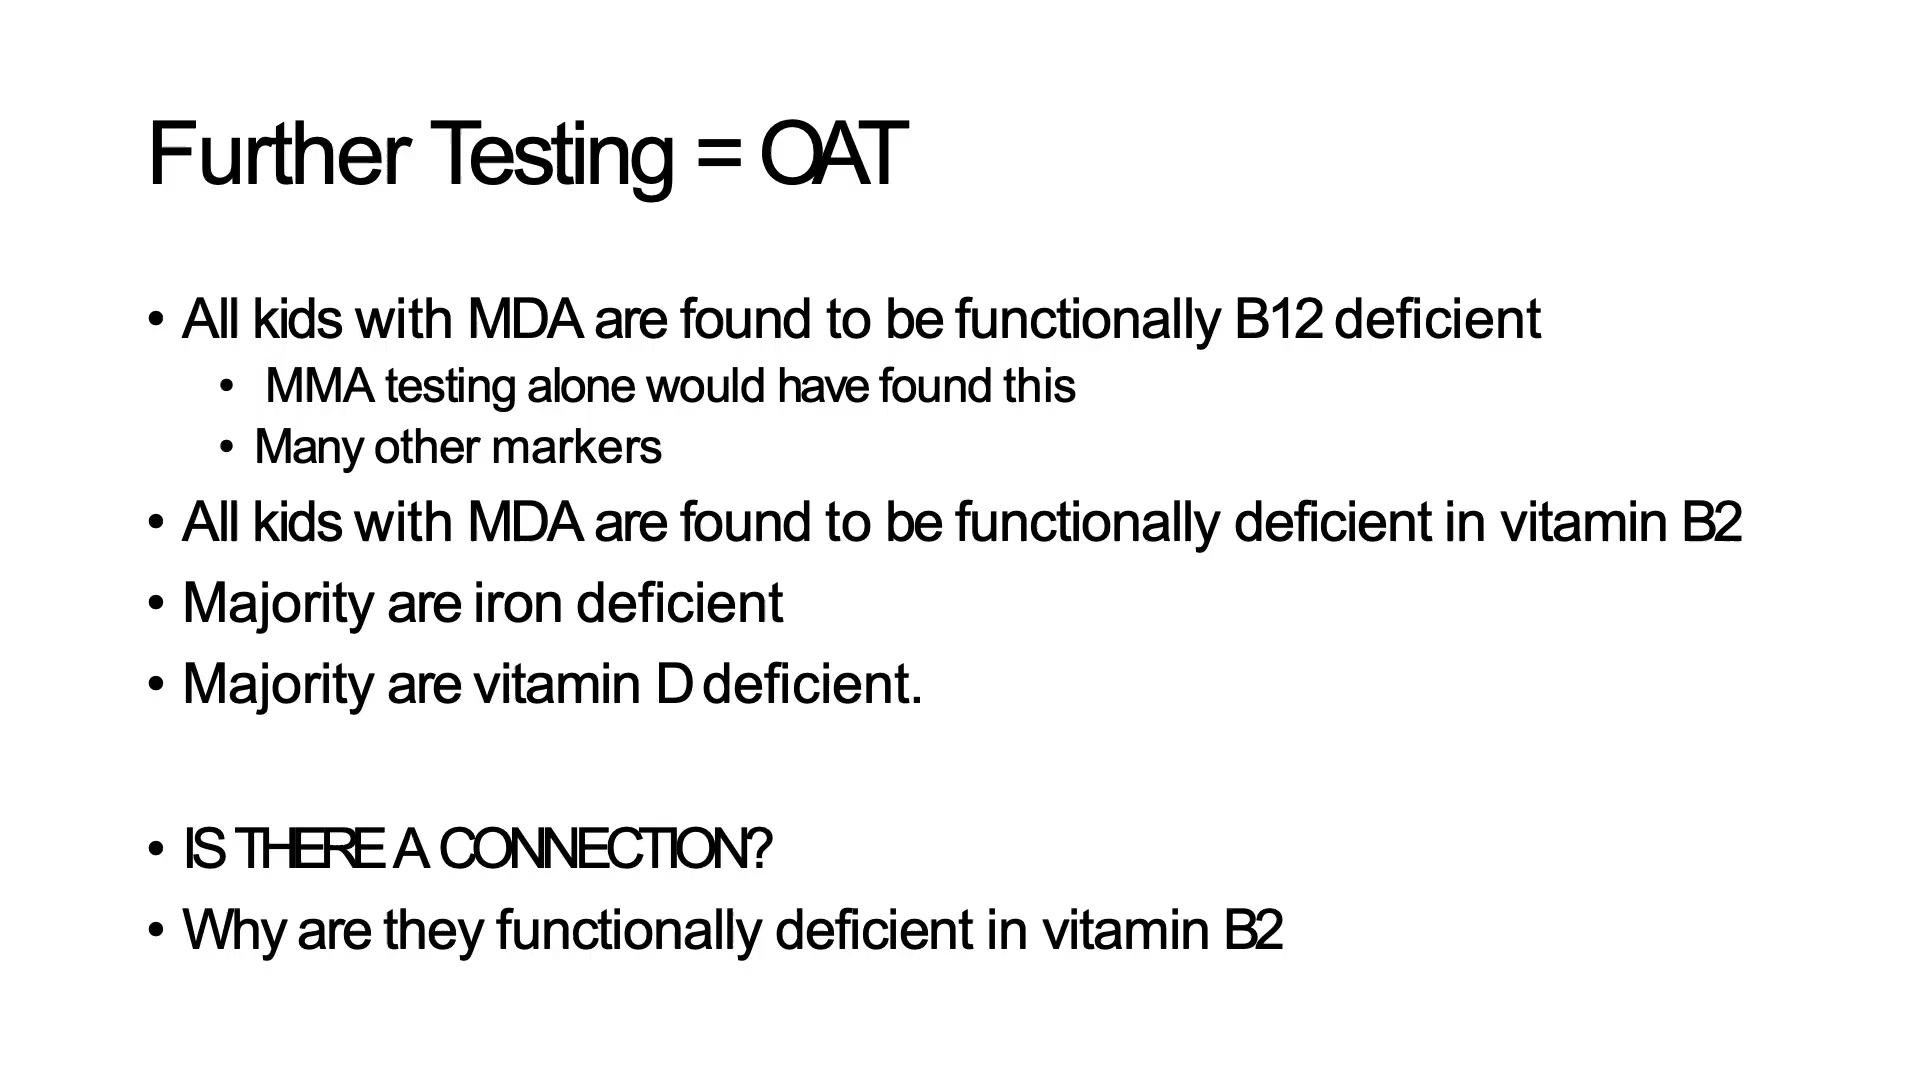 Further Testing = OAT
• All kids with MDA are found to be functionally B12 deficient
• MMA testing alone would have found this
• Many other markers
• All kids with MDA are found to be functionally deficient in vitamin B2
• Majority are iron deficient
• Majority are vitamin D deficient.
• IS THERE A CONNECTION?
• Why are they functionally deficient in vitamin B2